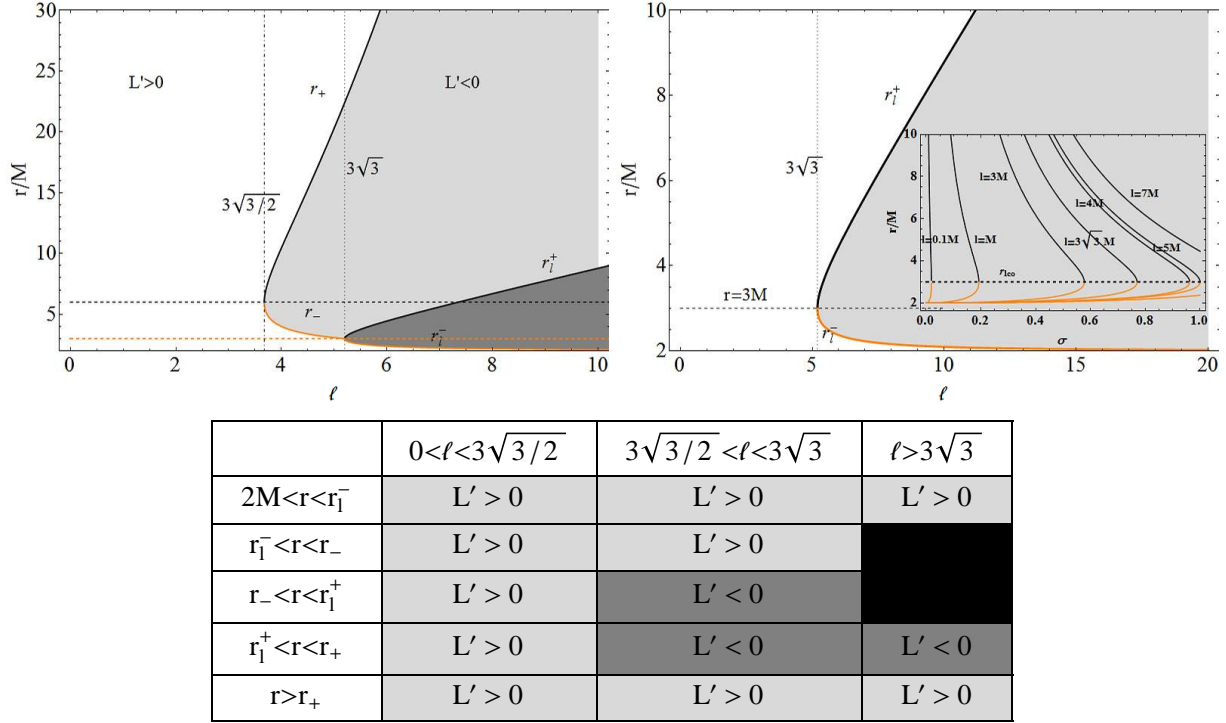 30
25
20
15
10
5
r/M
0
2
4
6
8
10
ℓ
L'>0
L'<0
r₊
3√3
3√3/2
r₋
r_l^+
r_l^-
10
8
6
4
2
r/M
0
5
10
15
20
ℓ
r_l^+
3√3
r=3M
r_l^-
σ
10
8
6
4
2
r/M
0.0
0.2
0.4
0.6
0.8
1.0
l=0.1M
l=M
l=3M
l=3√3 M
l=4M
l=5M
l=7M
r_lco
0<ℓ<3√3/2 3√3/2 <ℓ<3√3 ℓ>3√3
2M<r<r_l^- L′ > 0 L′ > 0 L′ > 0
r_l^-<r<r₋ L′ > 0 L′ > 0
r₋<r<r_l^+ L′ > 0 L′ < 0
r_l^+<r<r₊ L′ > 0 L′ < 0 L′ < 0
r>r₊ L′ > 0 L′ > 0 L′ > 0